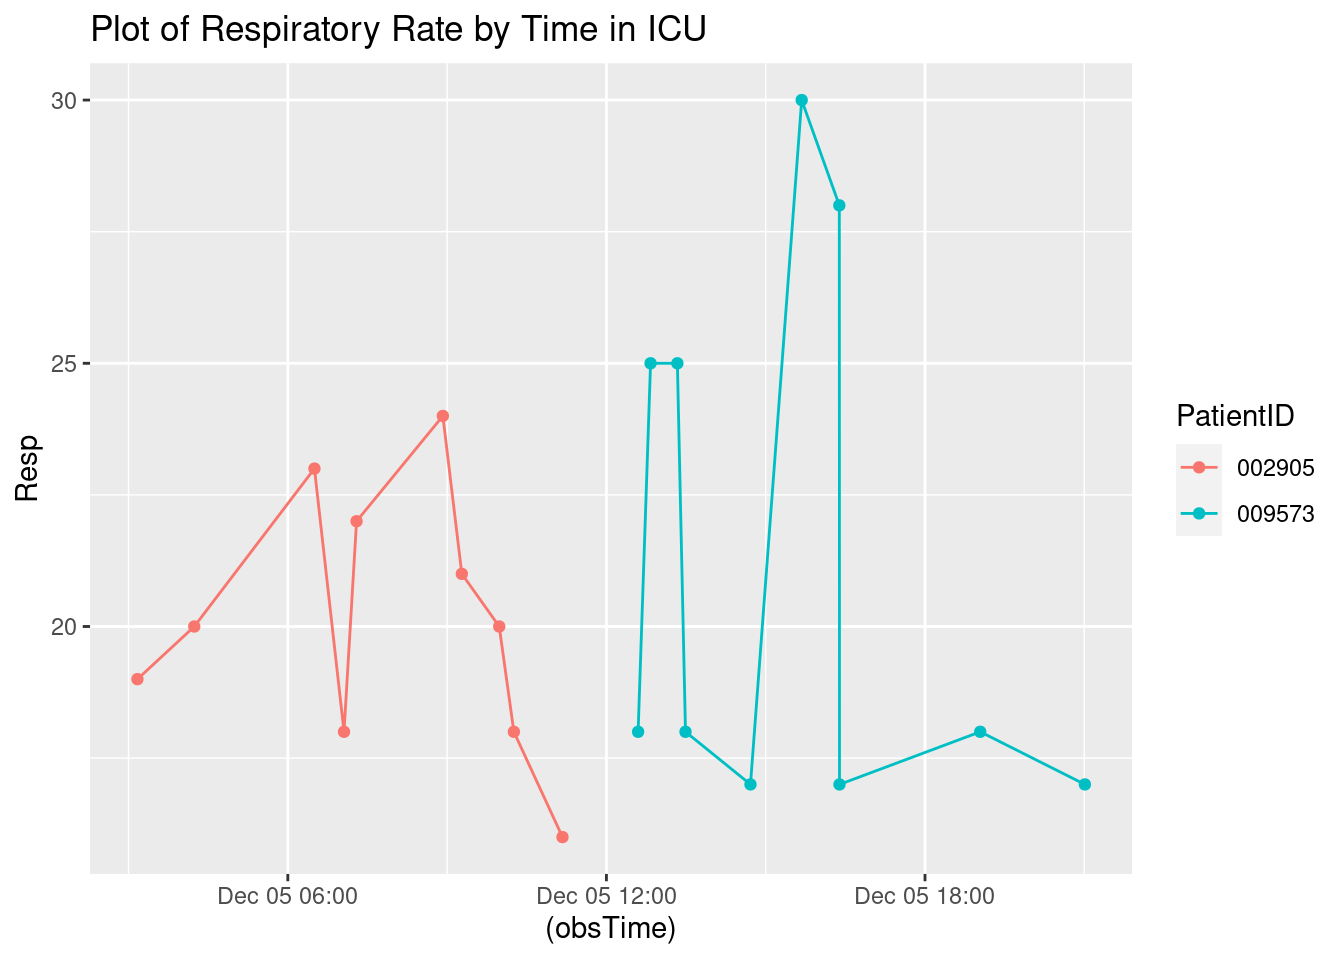 Plot of Respiratory Rate by Time in ICU
30
25
20
Resp
Dec 05 06:00
Dec 05 12:00
Dec 05 18:00
(obsTime)
PatientID
002905
009573